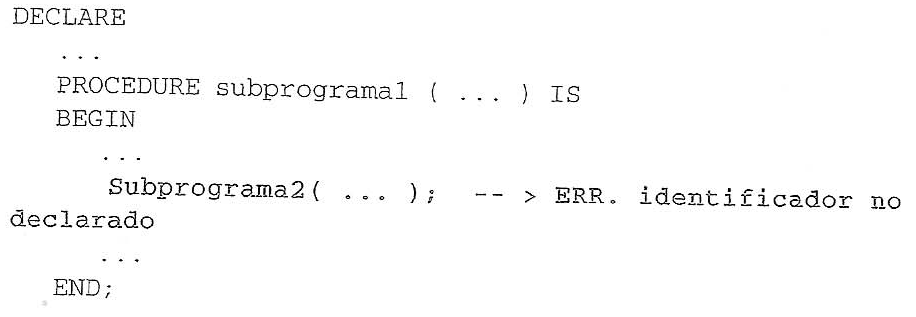 DECLARE
...
PROCEDURE subprograma1 ( ... ) IS
BEGIN
...
Subprograma2( ... ); -- > ERR. identificador no
declarado
...
END;